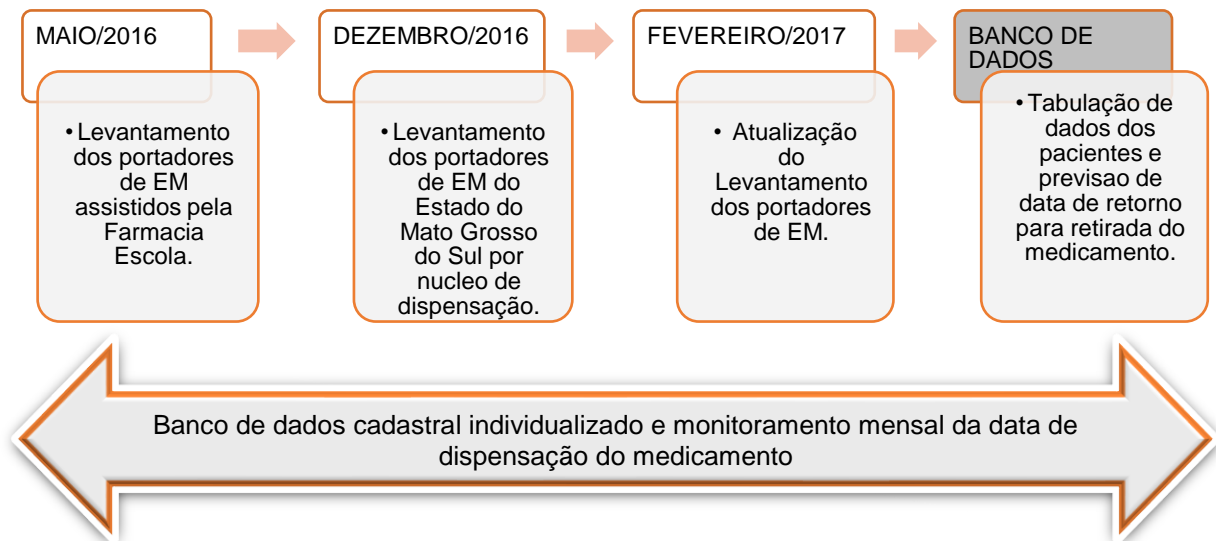 MAIO/2016
• Levantamento
dos portadores
de EM
assistidos pela
Farmacia
Escola.
DEZEMBRO/2016
• Levantamento
dos portadores
de EM do
Estado do
Mato Grosso
do Sul por
nucleo de
dispensação.
FEVEREIRO/2017
• Atualização
do
Levantamento
dos portadores
de EM.
BANCO DE
DADOS
• Tabulação de
dados dos
pacientes e
previsao de
data de retorno
para retirada do
medicamento.
Banco de dados cadastral individualizado e monitoramento mensal da data de
dispensação do medicamento